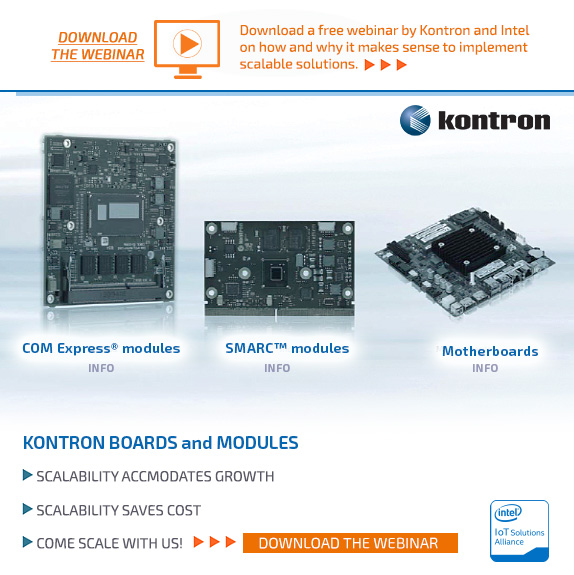 DOWNLOAD
THE WEBINAR
Download a free webinar by Kontron and Intel
on how and why it makes sense to implement
scalable solutions.
kontron
COM Express® modules
INFO
SMARC™ modules
INFO
Motherboards
INFO
KONTRON BOARDS and MODULES
SCALABILITY ACCMODATES GROWTH
SCALABILITY SAVES COST
COME SCALE WITH US!
DOWNLOAD THE WEBINAR
intel
IoT Solutions
Alliance